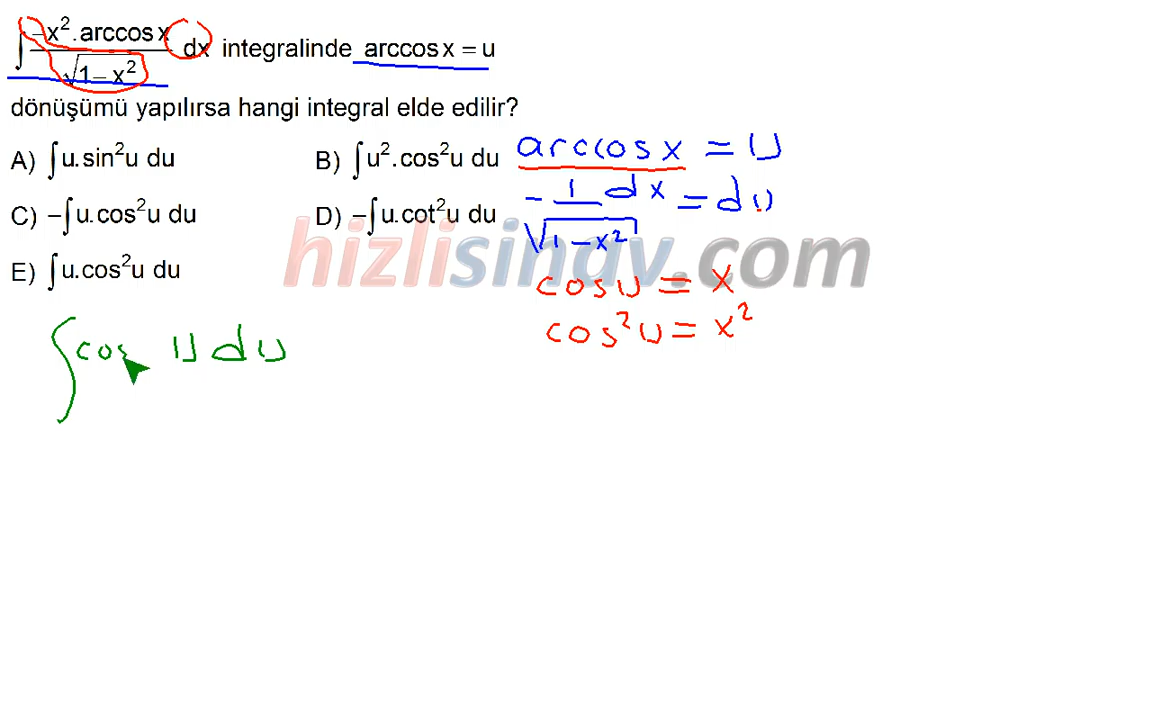 ∫ −x².arccos x / √1−x² dx integralinde arccos x = u
dönüşümü yapılırsa hangi integral elde edilir?
A) ∫u.sin²u du
B) ∫u².cos²u du
C) −∫u.cos²u du
D) −∫u.cot²u du
E) ∫u.cos²u du
arccos x = u
− 1/√1−x² dx = du
cos u = x
cos²u = x²
∫cos u du
hizlisinav.com